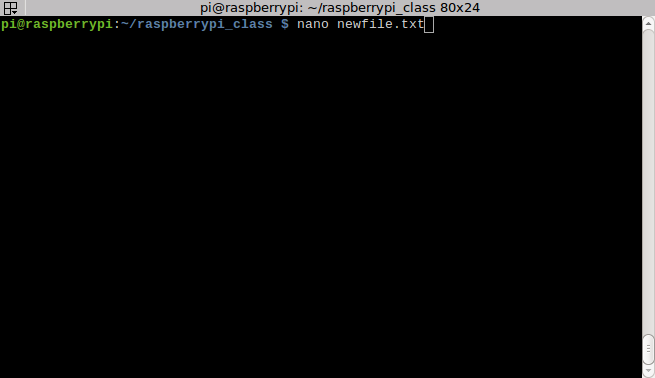 pi@raspberrypi: ~/raspberrypi_class 80x24
pi@raspberrypi:~/raspberrypi_class $ nano newfile.txt